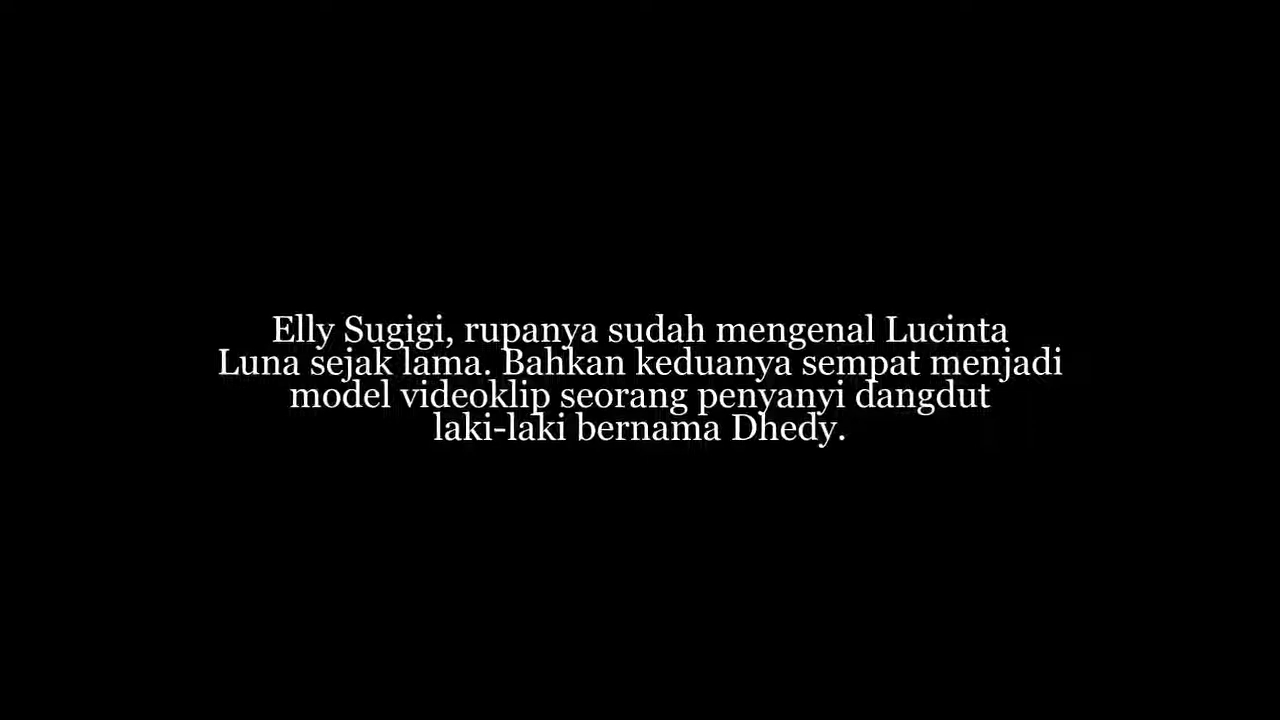 Elly Sugigi, rupanya sudah mengenal Lucinta
Luna sejak lama. Bahkan keduanya sempat menjadi
model videoklip seorang penyanyi dangdut
laki-laki bernama Dhedy.